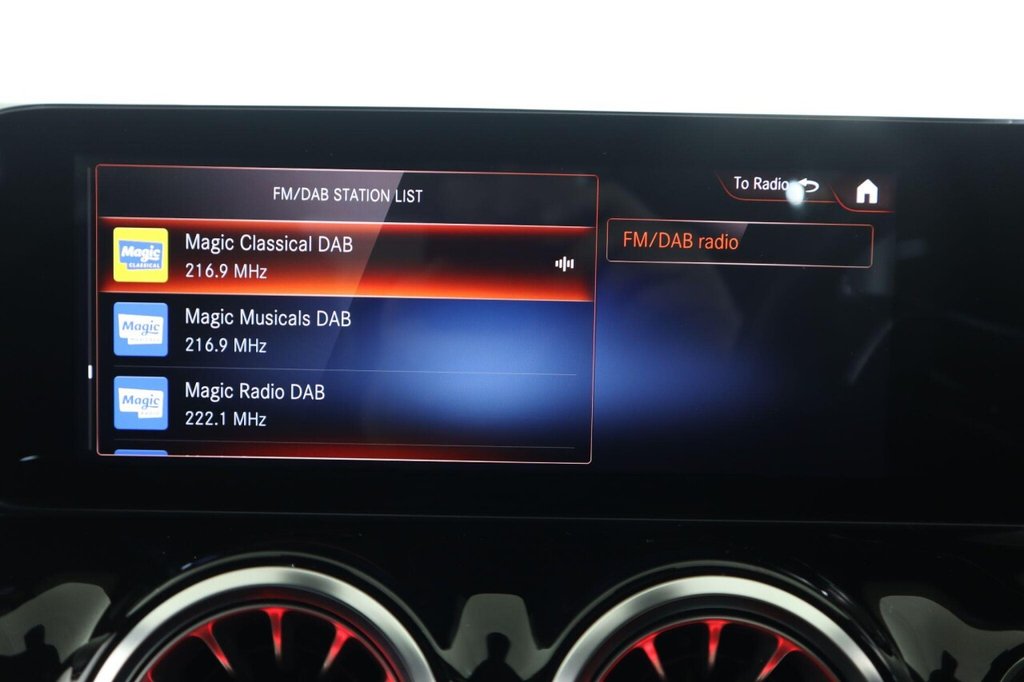 FM/DAB STATION LIST
To Radio
FM/DAB radio
Magic
CLASSICAL
Magic Classical DAB
216.9 MHz
Magic
Magic Musicals DAB
216.9 MHz
Magic
Magic Radio DAB
222.1 MHz